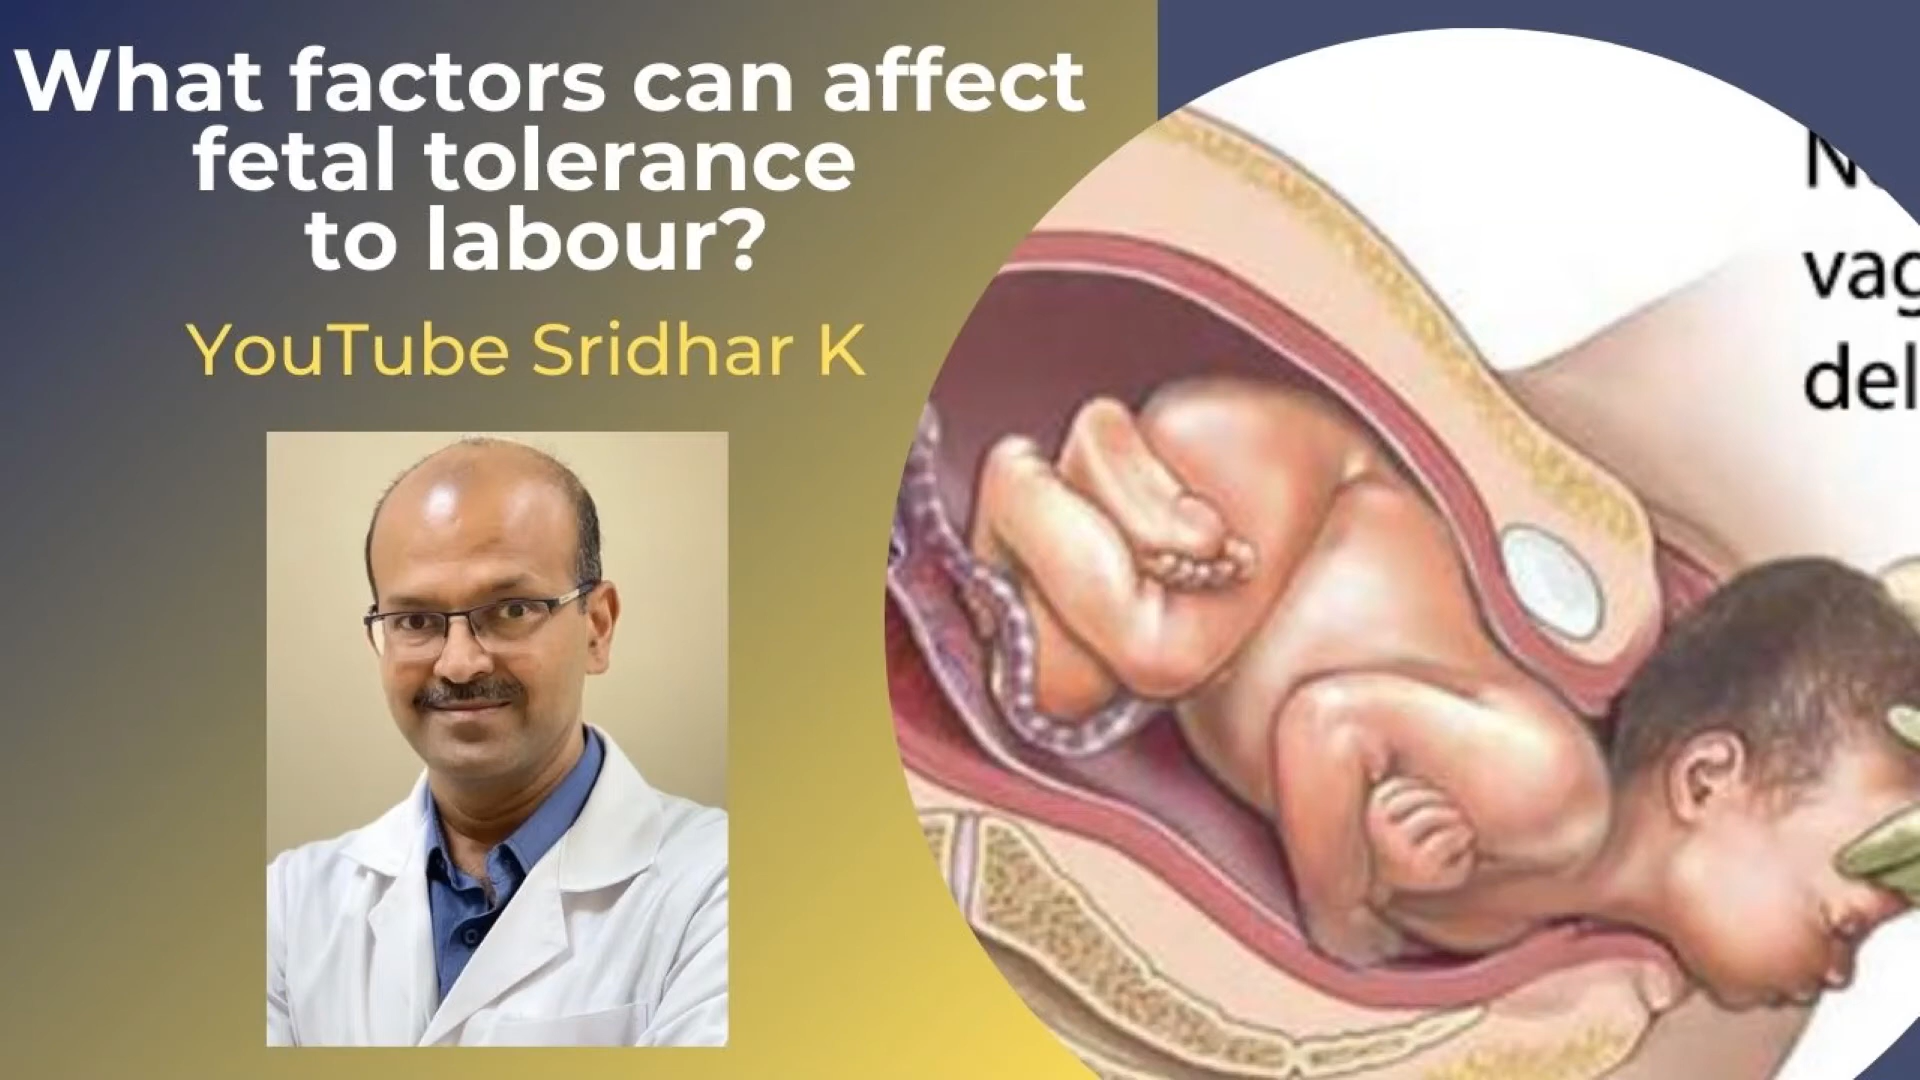 What factors can affect
fetal tolerance
to labour?
YouTube Sridhar K